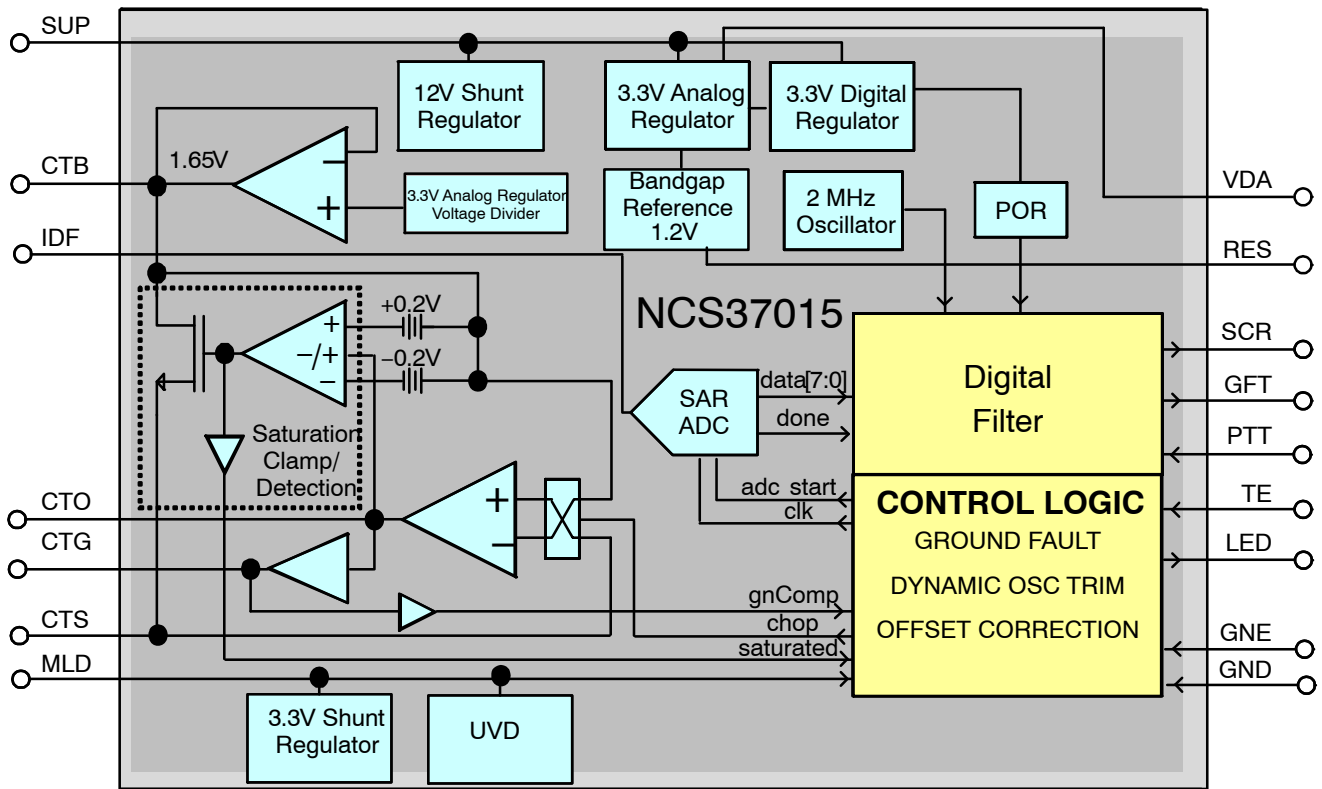 SUP
12V Shunt
Regulator
3.3V Analog
Regulator
3.3V Digital
Regulator
CTB
1.65V
−
+
3.3V Analog Regulator
Voltage Divider
Bandgap
Reference
1.2V
2 MHz
Oscillator
POR
VDA
IDF
RES
NCS37015
+0.2V
+
−/+
−0.2V
−
Saturation
Clamp/
Detection
SAR
ADC
data[7:0]
done
adc start
clk
Digital
Filter
SCR
GFT
PTT
CTO
+
−
CONTROL LOGIC
GROUND FAULT
DYNAMIC OSC TRIM
OFFSET CORRECTION
TE
LED
CTG
gnComp
chop
saturated
CTS
GNE
MLD
GND
3.3V Shunt
Regulator
UVD